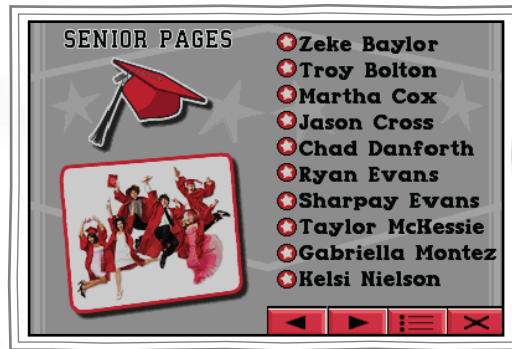 SENIOR PAGES
Zeke Baylor
Troy Bolton
Martha Cox
Jason Cross
Chad Danforth
Ryan Evans
Sharpay Evans
Taylor McKessie
Gabriella Montez
Kelsi Nielson